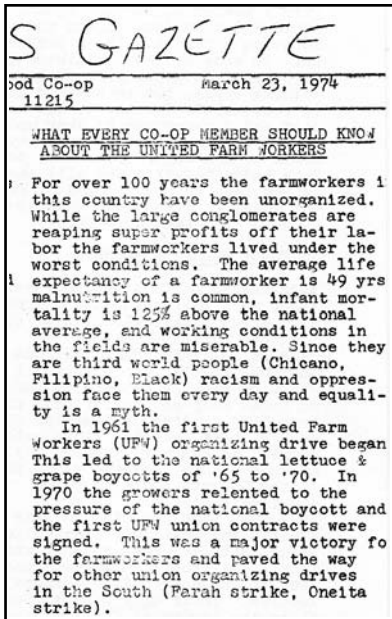 S GAZETTE
ood Co-op March 23, 1974
11215
WHAT EVERY CO-OP MEMBER SHOULD KNOW
ABOUT THE UNITED FARM WORKERS
For over 100 years the farmworkers i
this country have been unorganized.
While the large conglomerates are
reaping super profits off their la-
bor the farmworkers lived under the
worst conditions. The average life
expectancy of a farmworker is 49 yrs
malnutrition is common, infant mor-
tality is 125% above the national
average, and working conditions in
the fields are miserable. Since they
are third world people (Chicano,
Filipino, Black) racism and oppres-
sion face them every day and equali-
ty is a myth.
In 1961 the first United Farm
Workers (UFW) organizing drive began
This led to the national lettuce &
grape boycotts of '65 to '70. In
1970 the growers relented to the
pressure of the national boycott and
the first UFW union contracts were
signed. This was a major victory fo
the farmworkers and paved the way
for other union organizing drives
in the South (Farah strike, Oneita
strike).